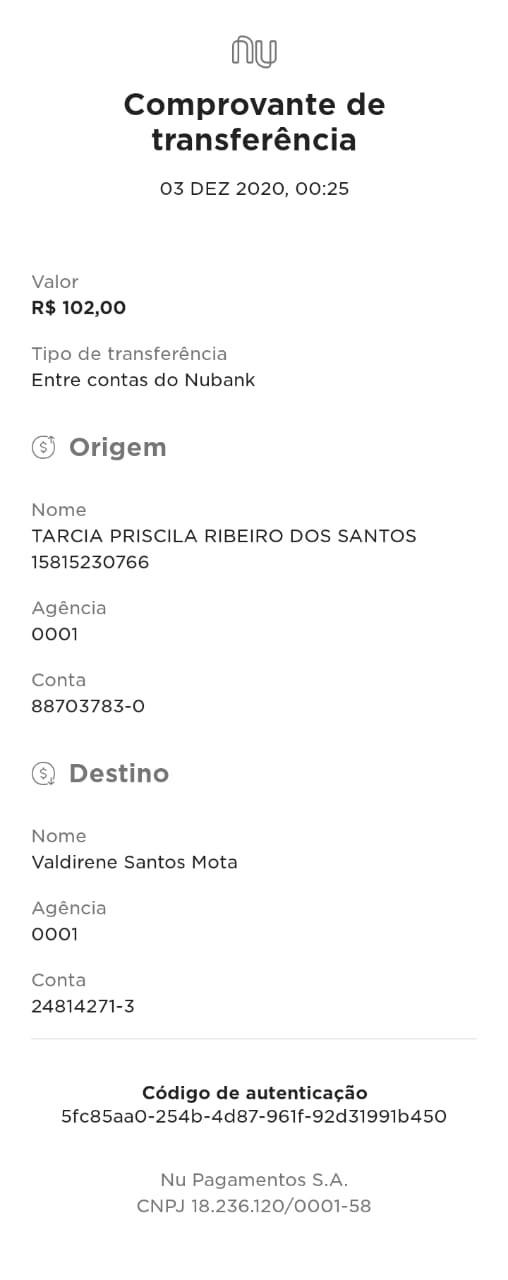 nu
Comprovante de
transferência
03 DEZ 2020, 00:25
Valor
R$ 102,00
Tipo de transferência
Entre contas do Nubank
Origem
Nome
TARCIA PRISCILA RIBEIRO DOS SANTOS
15815230766
Agência
0001
Conta
88703783-0
Destino
Nome
Valdirene Santos Mota
Agência
0001
Conta
24814271-3
Código de autenticação
5fc85aa0-254b-4d87-961f-92d31991b450
Nu Pagamentos S.A.
CNPJ 18.236.120/0001-58